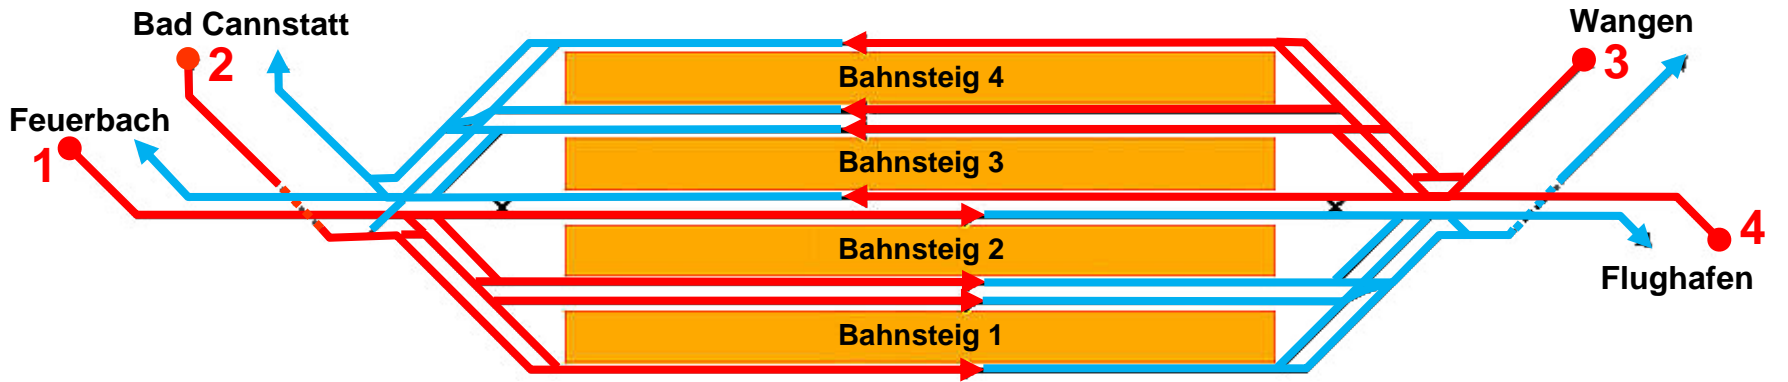 Bad Cannstatt
2
Feuerbach
1
Wangen
3
4
Flughafen
Bahnsteig 4
Bahnsteig 3
Bahnsteig 2
Bahnsteig 1